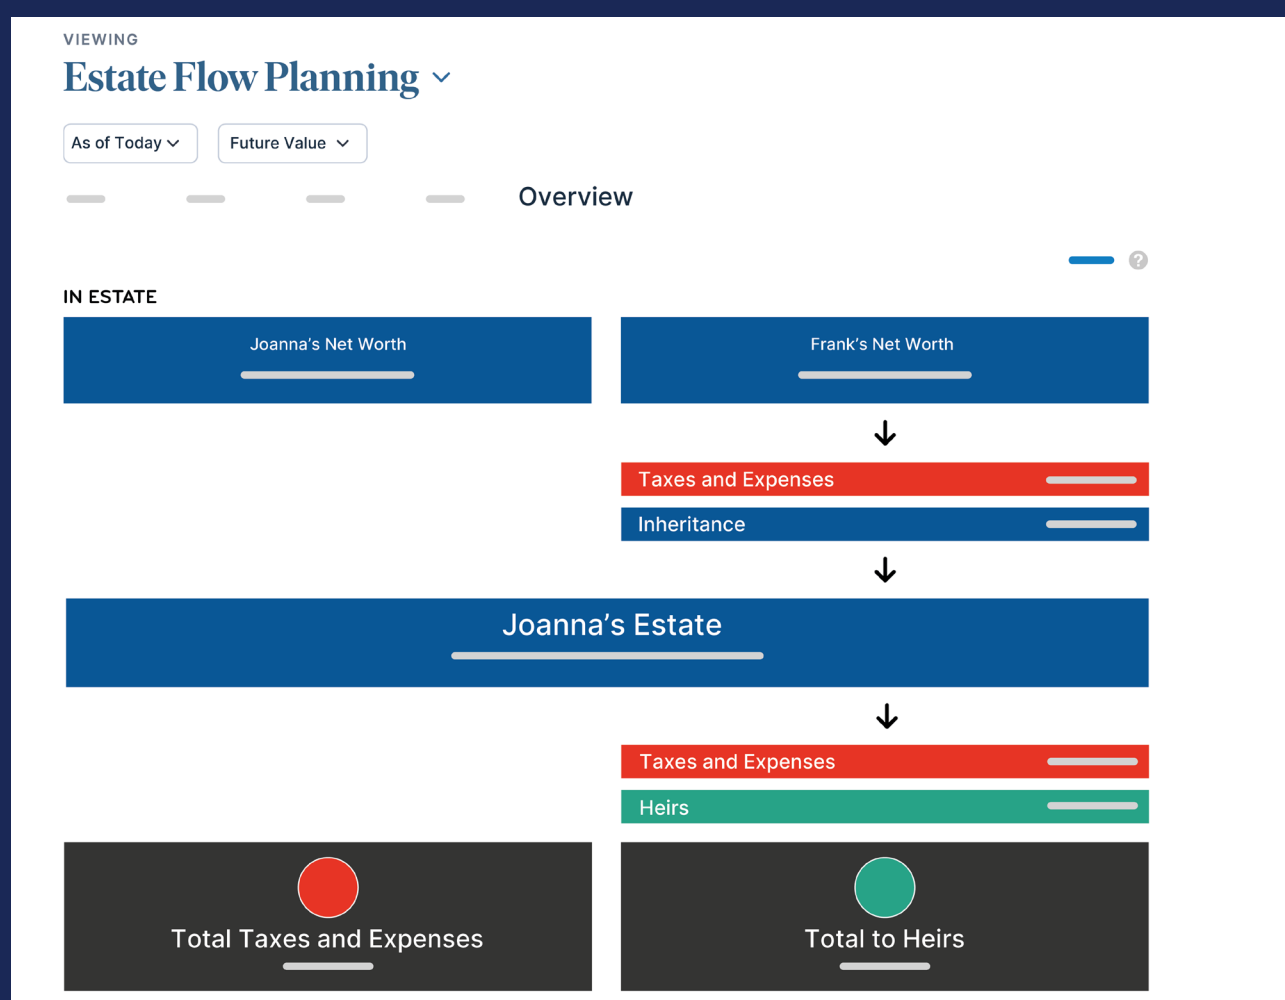 VIEWING
Estate Flow Planning
As of Today
Future Value
Overview
?
IN ESTATE
Joanna’s Net Worth
Frank’s Net Worth
Taxes and Expenses
Inheritance
Joanna’s Estate
Taxes and Expenses
Heirs
Total Taxes and Expenses
Total to Heirs